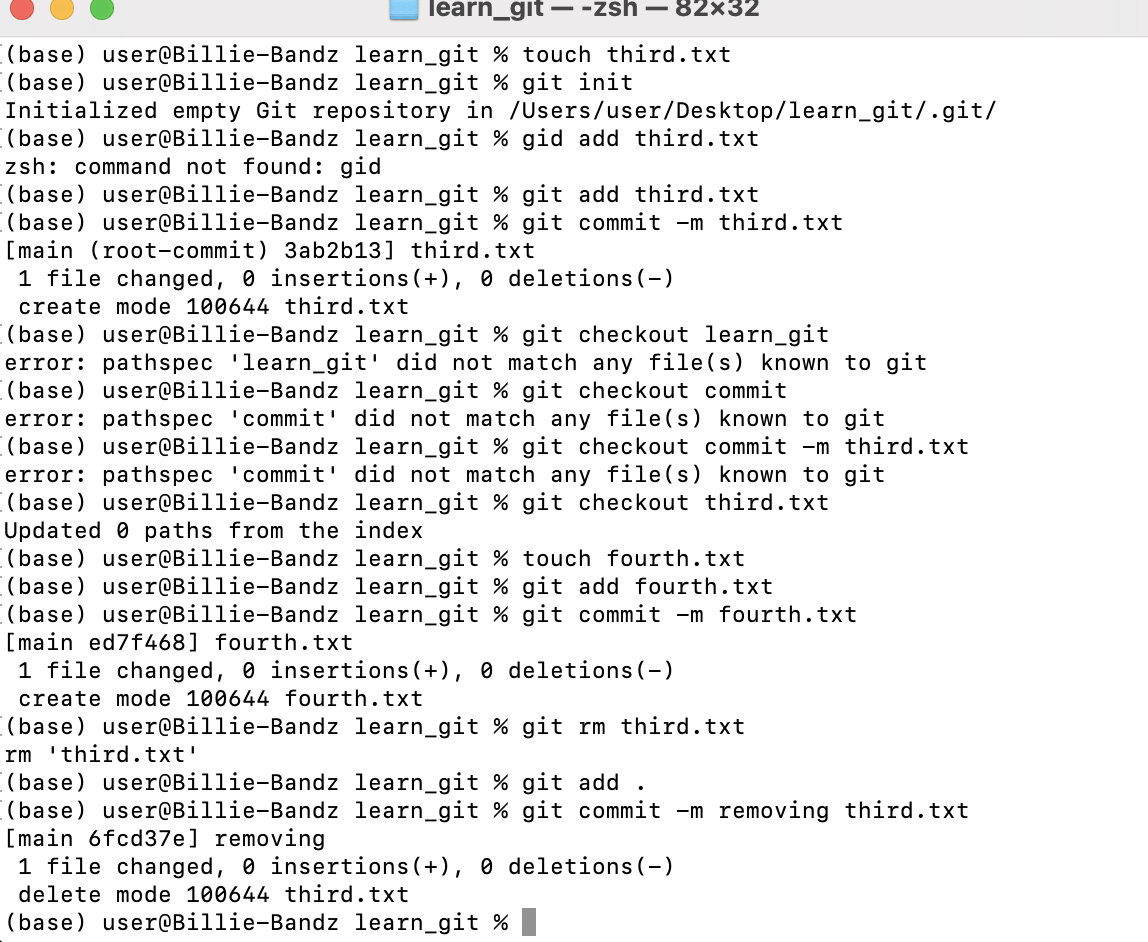 learn_git — -zsh — 82×32
(base) user@Billie-Bandz learn_git % touch third.txt
(base) user@Billie-Bandz learn_git % git init
Initialized empty Git repository in /Users/user/Desktop/learn_git/.git/
(base) user@Billie-Bandz learn_git % gid add third.txt
zsh: command not found: gid
(base) user@Billie-Bandz learn_git % git add third.txt
(base) user@Billie-Bandz learn_git % git commit -m third.txt
[main (root-commit) 3ab2b13] third.txt
 1 file changed, 0 insertions(+), 0 deletions(-)
 create mode 100644 third.txt
(base) user@Billie-Bandz learn_git % git checkout learn_git
error: pathspec 'learn_git' did not match any file(s) known to git
(base) user@Billie-Bandz learn_git % git checkout commit
error: pathspec 'commit' did not match any file(s) known to git
(base) user@Billie-Bandz learn_git % git checkout commit -m third.txt
error: pathspec 'commit' did not match any file(s) known to git
(base) user@Billie-Bandz learn_git % git checkout third.txt
Updated 0 paths from the index
(base) user@Billie-Bandz learn_git % touch fourth.txt
(base) user@Billie-Bandz learn_git % git add fourth.txt
(base) user@Billie-Bandz learn_git % git commit -m fourth.txt
[main ed7f468] fourth.txt
 1 file changed, 0 insertions(+), 0 deletions(-)
 create mode 100644 fourth.txt
(base) user@Billie-Bandz learn_git % git rm third.txt
rm 'third.txt'
(base) user@Billie-Bandz learn_git % git add .
(base) user@Billie-Bandz learn_git % git commit -m removing third.txt
[main 6fcd37e] removing
 1 file changed, 0 insertions(+), 0 deletions(-)
 delete mode 100644 third.txt
(base) user@Billie-Bandz learn_git %